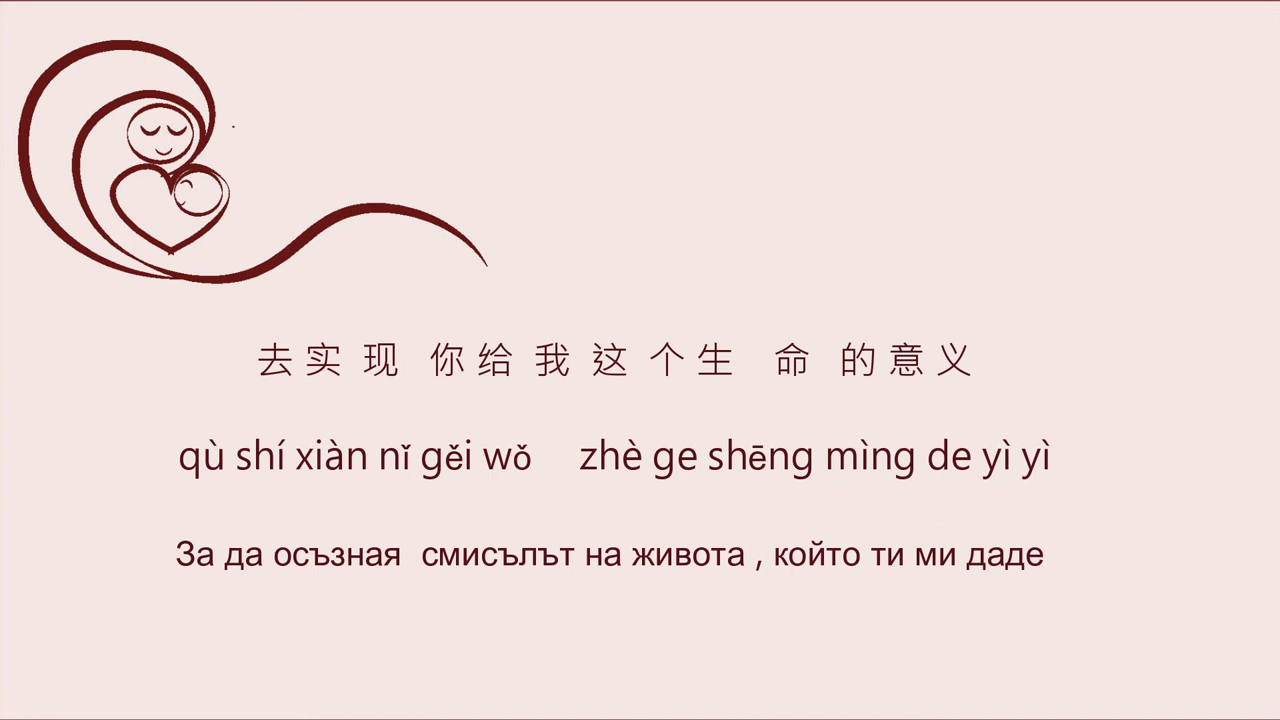 去实现 你给我这个生命的意义
qù shí xiàn nǐ gěi wǒ zhè ge shēng mìng de yì yì
За да осъзная смисълът на живота , който ти ми даде